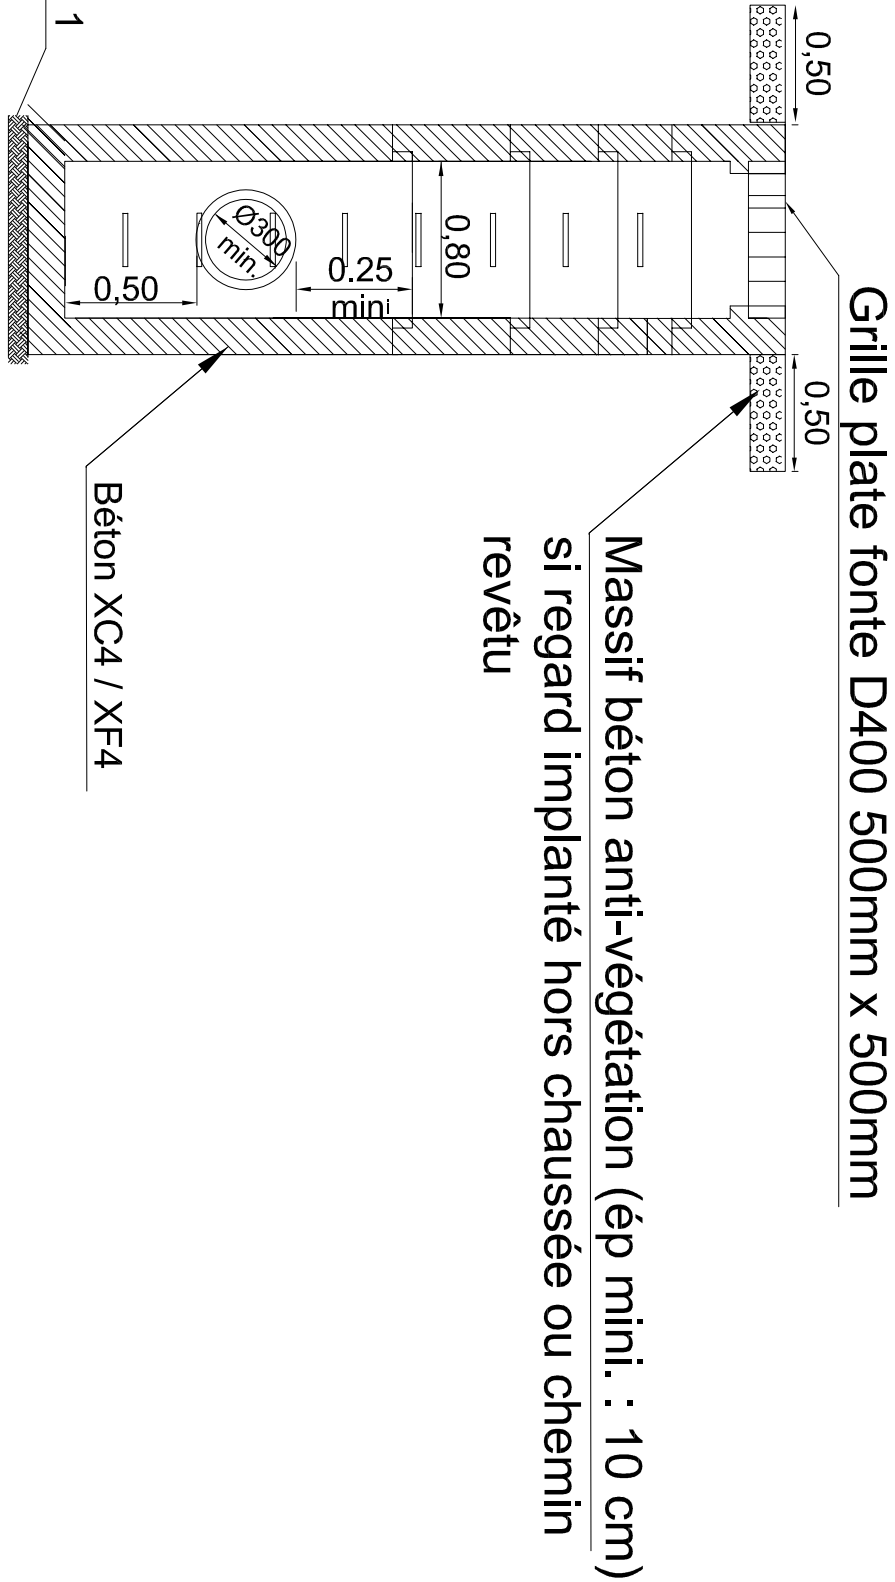 Grille plate fonte D400 500mm x 500mm
0,50
0,50
Massif béton anti-végétation (ép mini. : 10 cm)
si regard implanté hors chaussée ou chemin
revêtu
0,80
0.25
mini
Ø300
min.
0,50
Béton XC4 / XF4
1